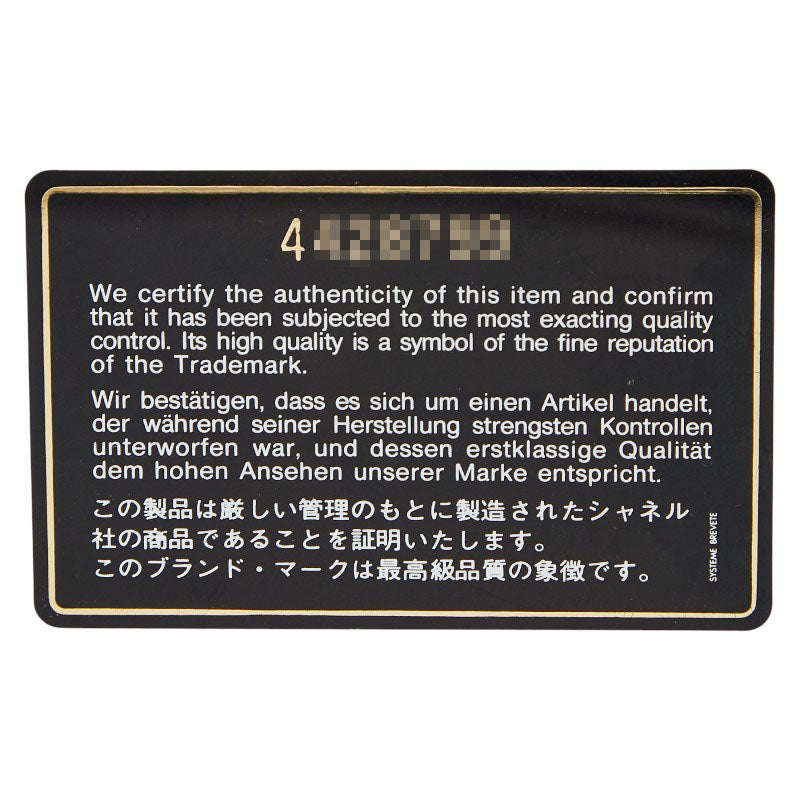 4
We certify the authenticity of this item and confirm
that it has been subjected to the most exacting quality
control. Its high quality is a symbol of the fine reputation
of the Trademark.
Wir bestätigen, dass es sich um einen Artikel handelt,
der während seiner Herstellung strengsten Kontrollen
unterworfen war, und dessen erstklassige Qualität
dem hohen Ansehen unserer Marke entspricht.
この製品は厳しい管理のもとに製造されたシャネル
社の商品であることを証明いたします。
このブランド・マークは最高級品質の象徴です。
SYSTEME BREVETE